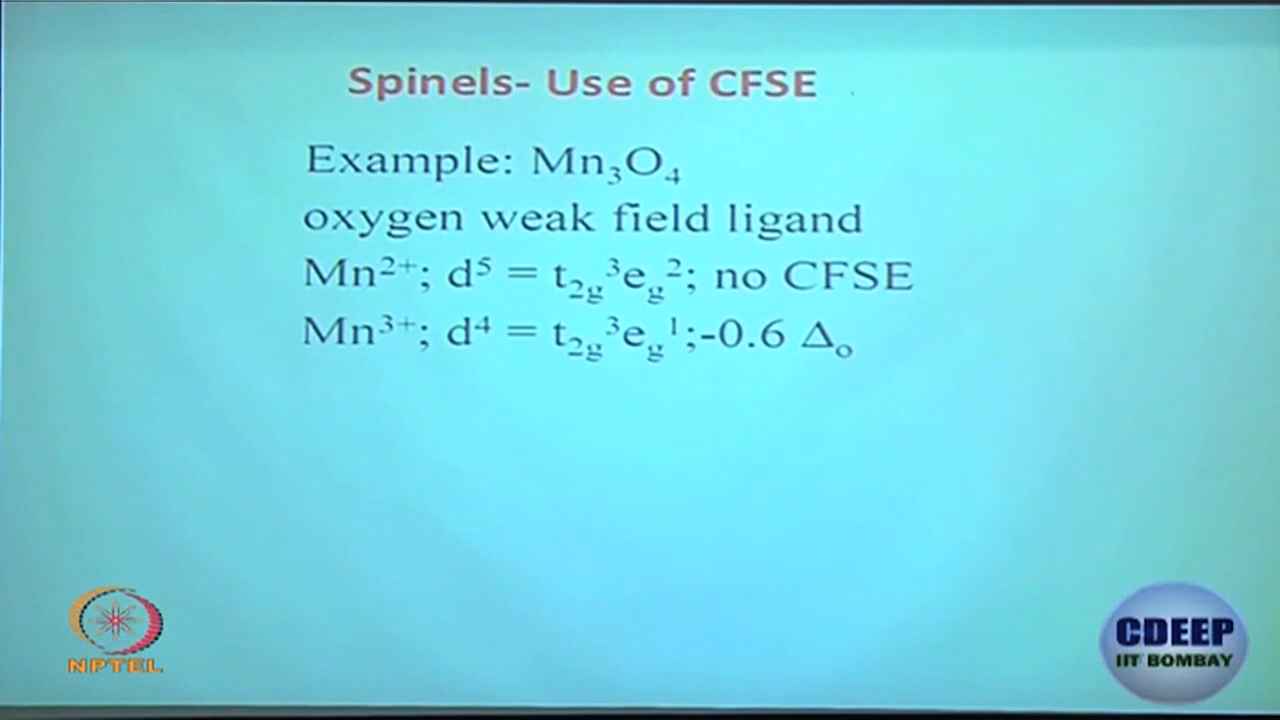 Spinels- Use of CFSE
Example: Mn₃O₄
oxygen weak field ligand
Mn²⁺; d⁵ = t₂g³eg²; no CFSE
Mn³⁺; d⁴ = t₂g³eg¹;-0.6 Δₒ
NPTEL
CDEEP
IIT BOMBAY